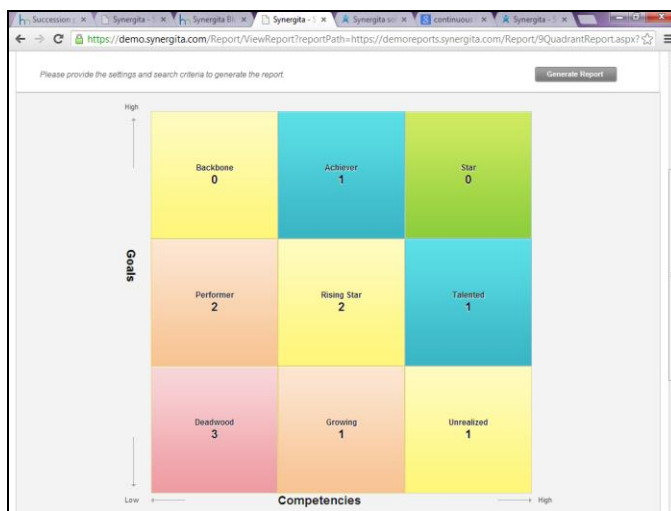 Succession
Synergita - S
Synergita Bl
Synergita - S
Synergita sol
continuous
Synergita - S
https://demo.synergita.com/Report/ViewReport?reportPath=https://demoreports.synergita.com/Report/9QuadrantReport.aspx?
Please provide the settings and search criteria to generate the report.
Generate Report
High
Backbone
0
Achiever
1
Star
0
Goals
Performer
2
Rising Star
2
Talented
1
Deadwood
3
Growing
1
Unrealized
1
Low
Competencies
High